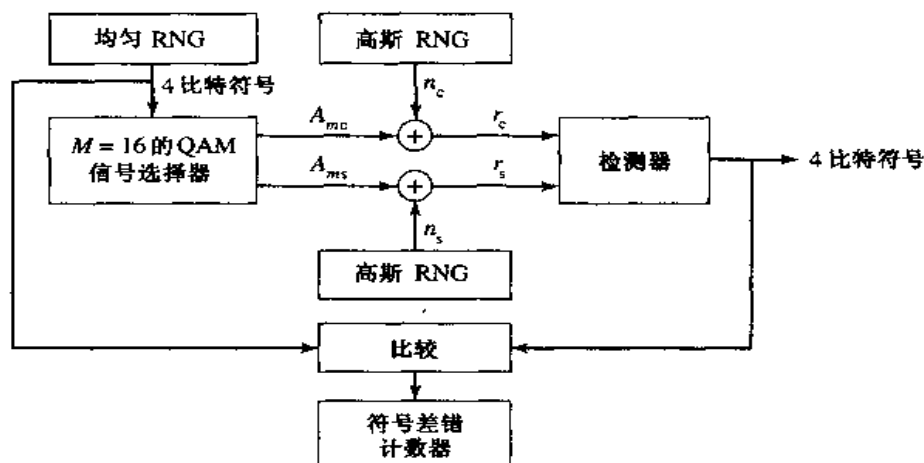 均匀 RNG
高斯 RNG
4 比特符号
n_c
A_mc
r_c
M = 16 的 QAM
信号选择器
检测器
4 比特符号
A_ms
r_s
n_s
高斯 RNG
比较
符号差错
计数器